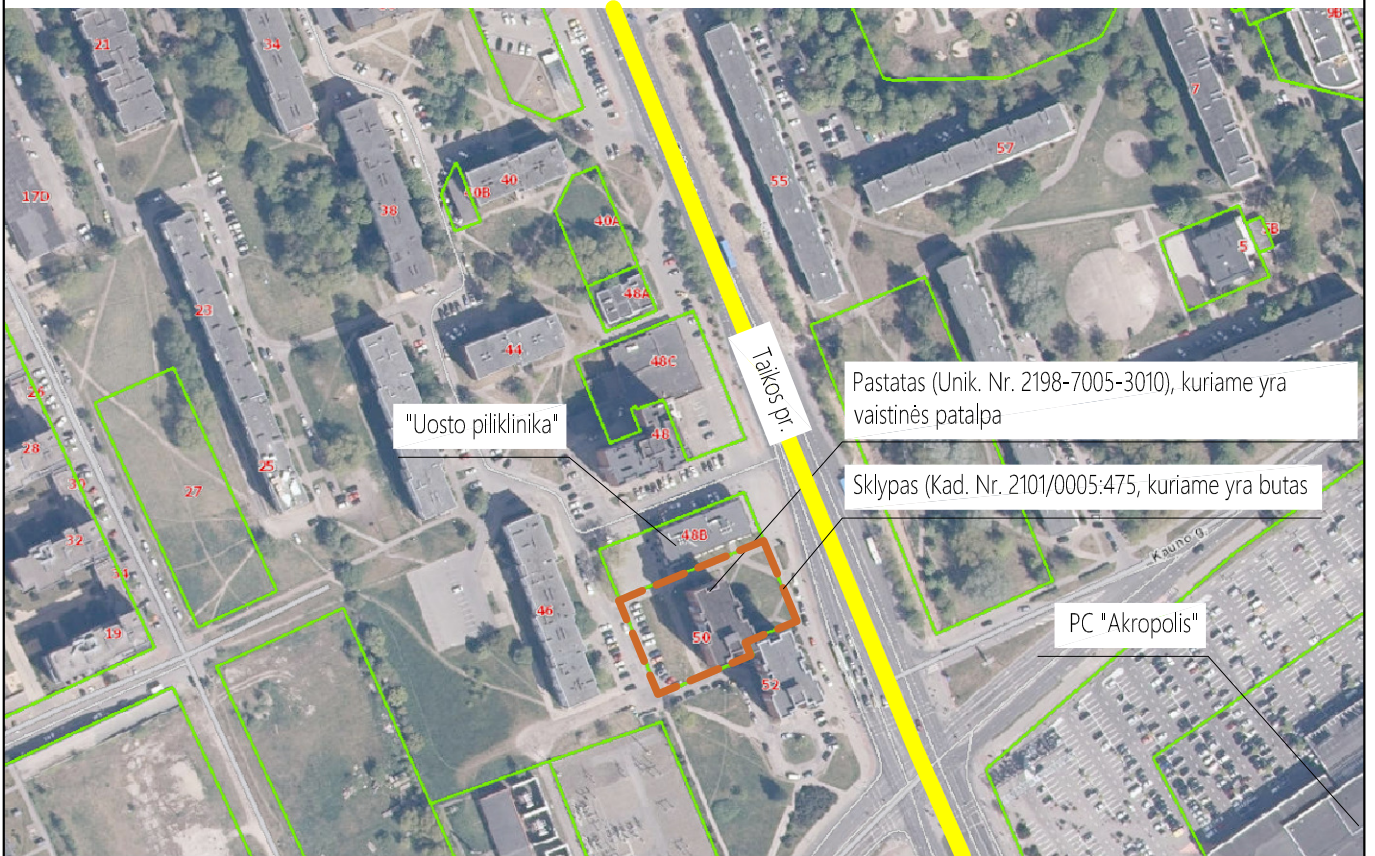 21
34
9B
7
17D
38
40B
40
40A
55
57
5
5B
48A
23
44
48C
Taikos pr.
Pastatas (Unik. Nr. 2198-7005-3010), kuriame yra
vaistinės patalpa
"Uosto piliklinika"
48
28
25
27
30
Sklypas (Kad. Nr. 2101/0005:475, kuriame yra butas
32
48B
Kauno g.
34
46
19
50
PC "Akropolis"
52